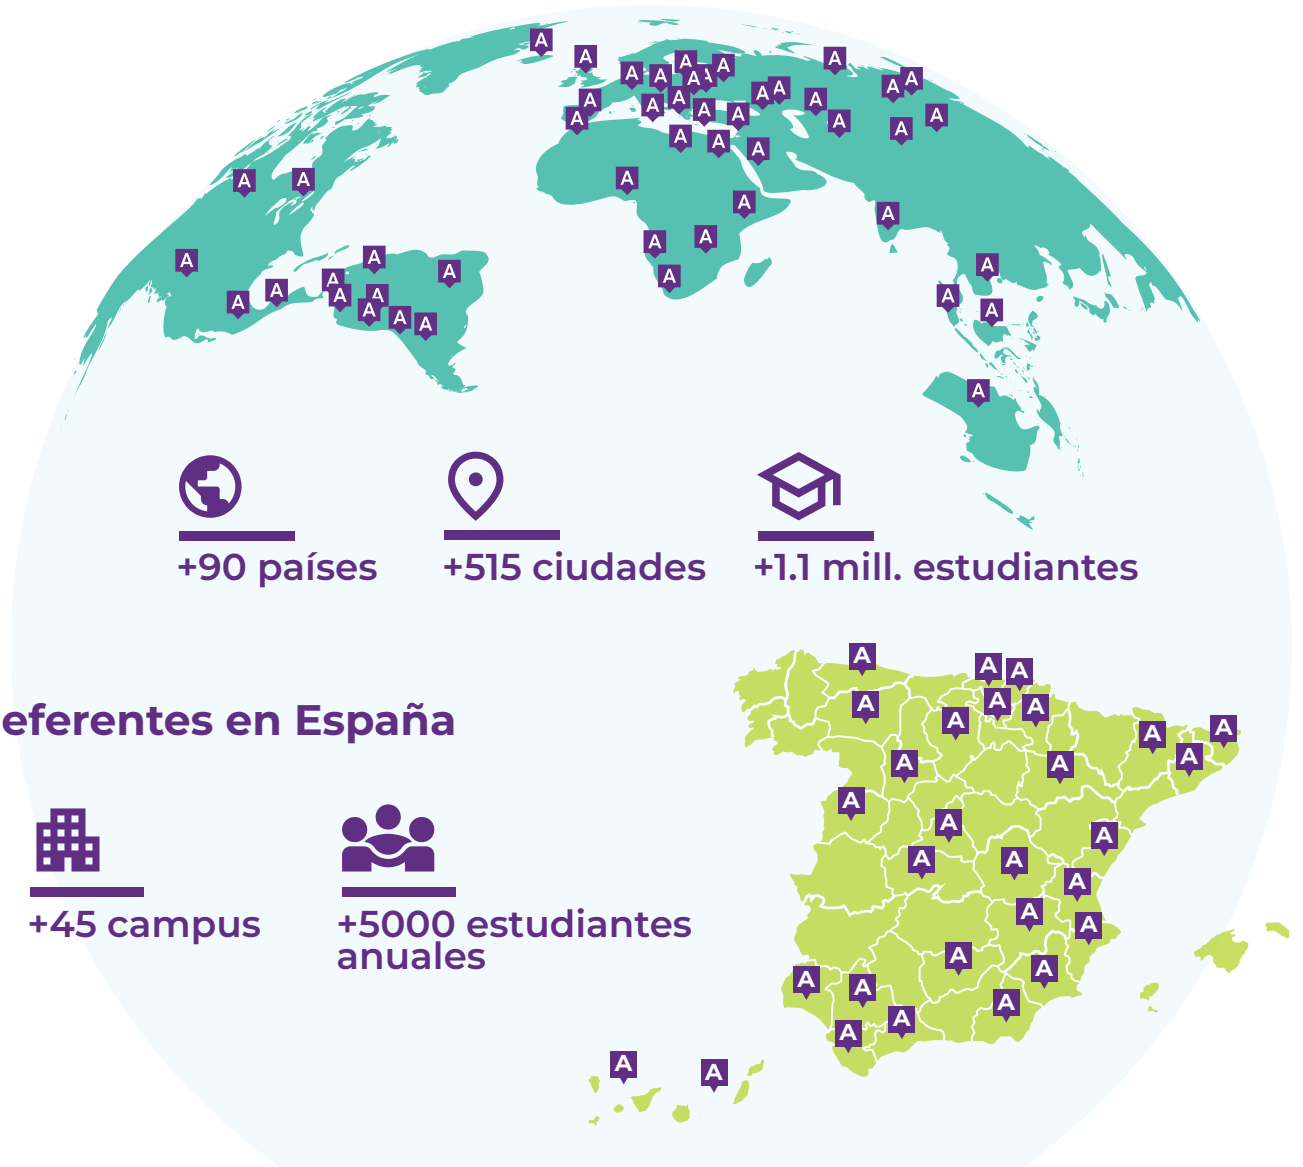 +90 países
+515 ciudades
+1.1 mill. estudiantes
eferentes en España
+45 campus
+5000 estudiantes
anuales